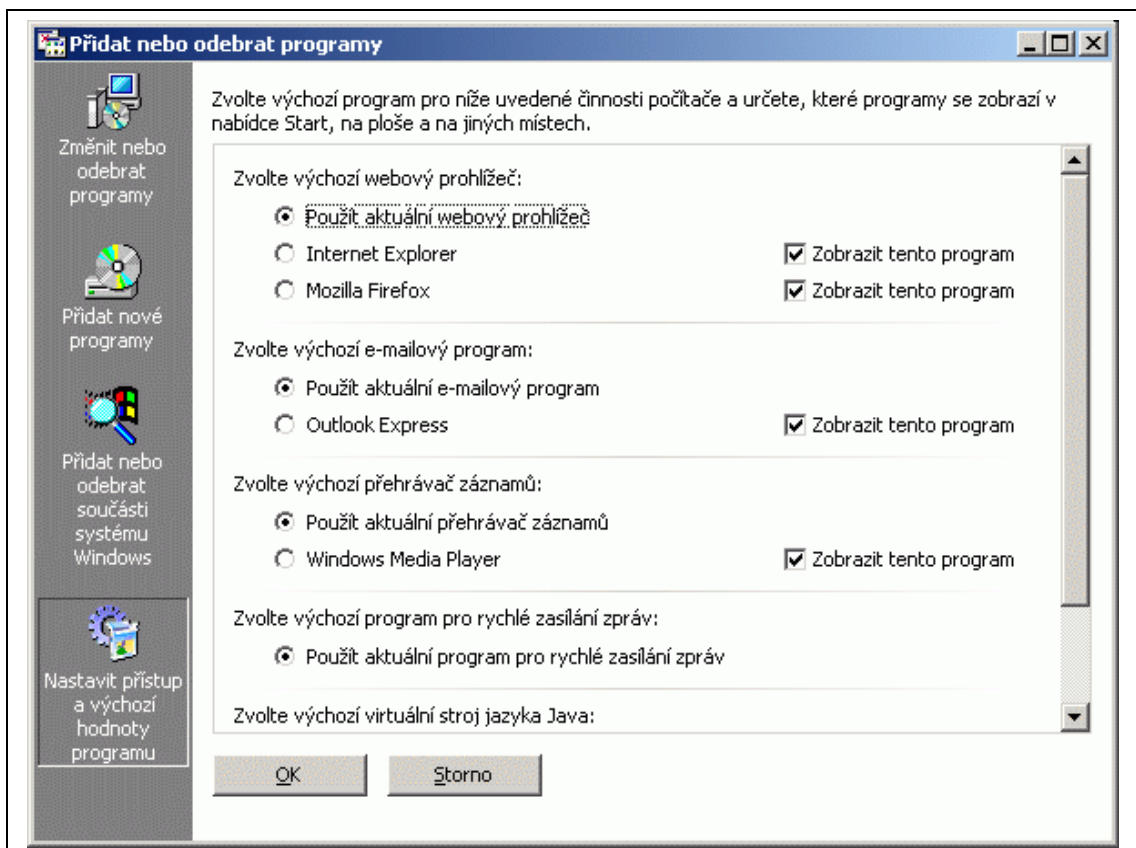 Přidat nebo odebrat programy
Změnit nebo
odebrat
programy
Přidat nové
programy
Přidat nebo
odebrat
součásti
systému
Windows
Nastavit přístup
a výchozí
hodnoty
programu
Zvolte výchozí program pro níže uvedené činnosti počítače a určete, které programy se zobrazí v
nabídce Start, na ploše a na jiných místech.
Zvolte výchozí webový prohlížeč:
Použít aktuální webový prohlížeč
Internet Explorer Zobrazit tento program
Mozilla Firefox Zobrazit tento program
Zvolte výchozí e-mailový program:
Použít aktuální e-mailový program
Outlook Express Zobrazit tento program
Zvolte výchozí přehrávač záznamů:
Použít aktuální přehrávač záznamů
Windows Media Player Zobrazit tento program
Zvolte výchozí program pro rychlé zasílání zpráv:
Použít aktuální program pro rychlé zasílání zpráv
Zvolte výchozí virtuální stroj jazyka Java:
OK Storno